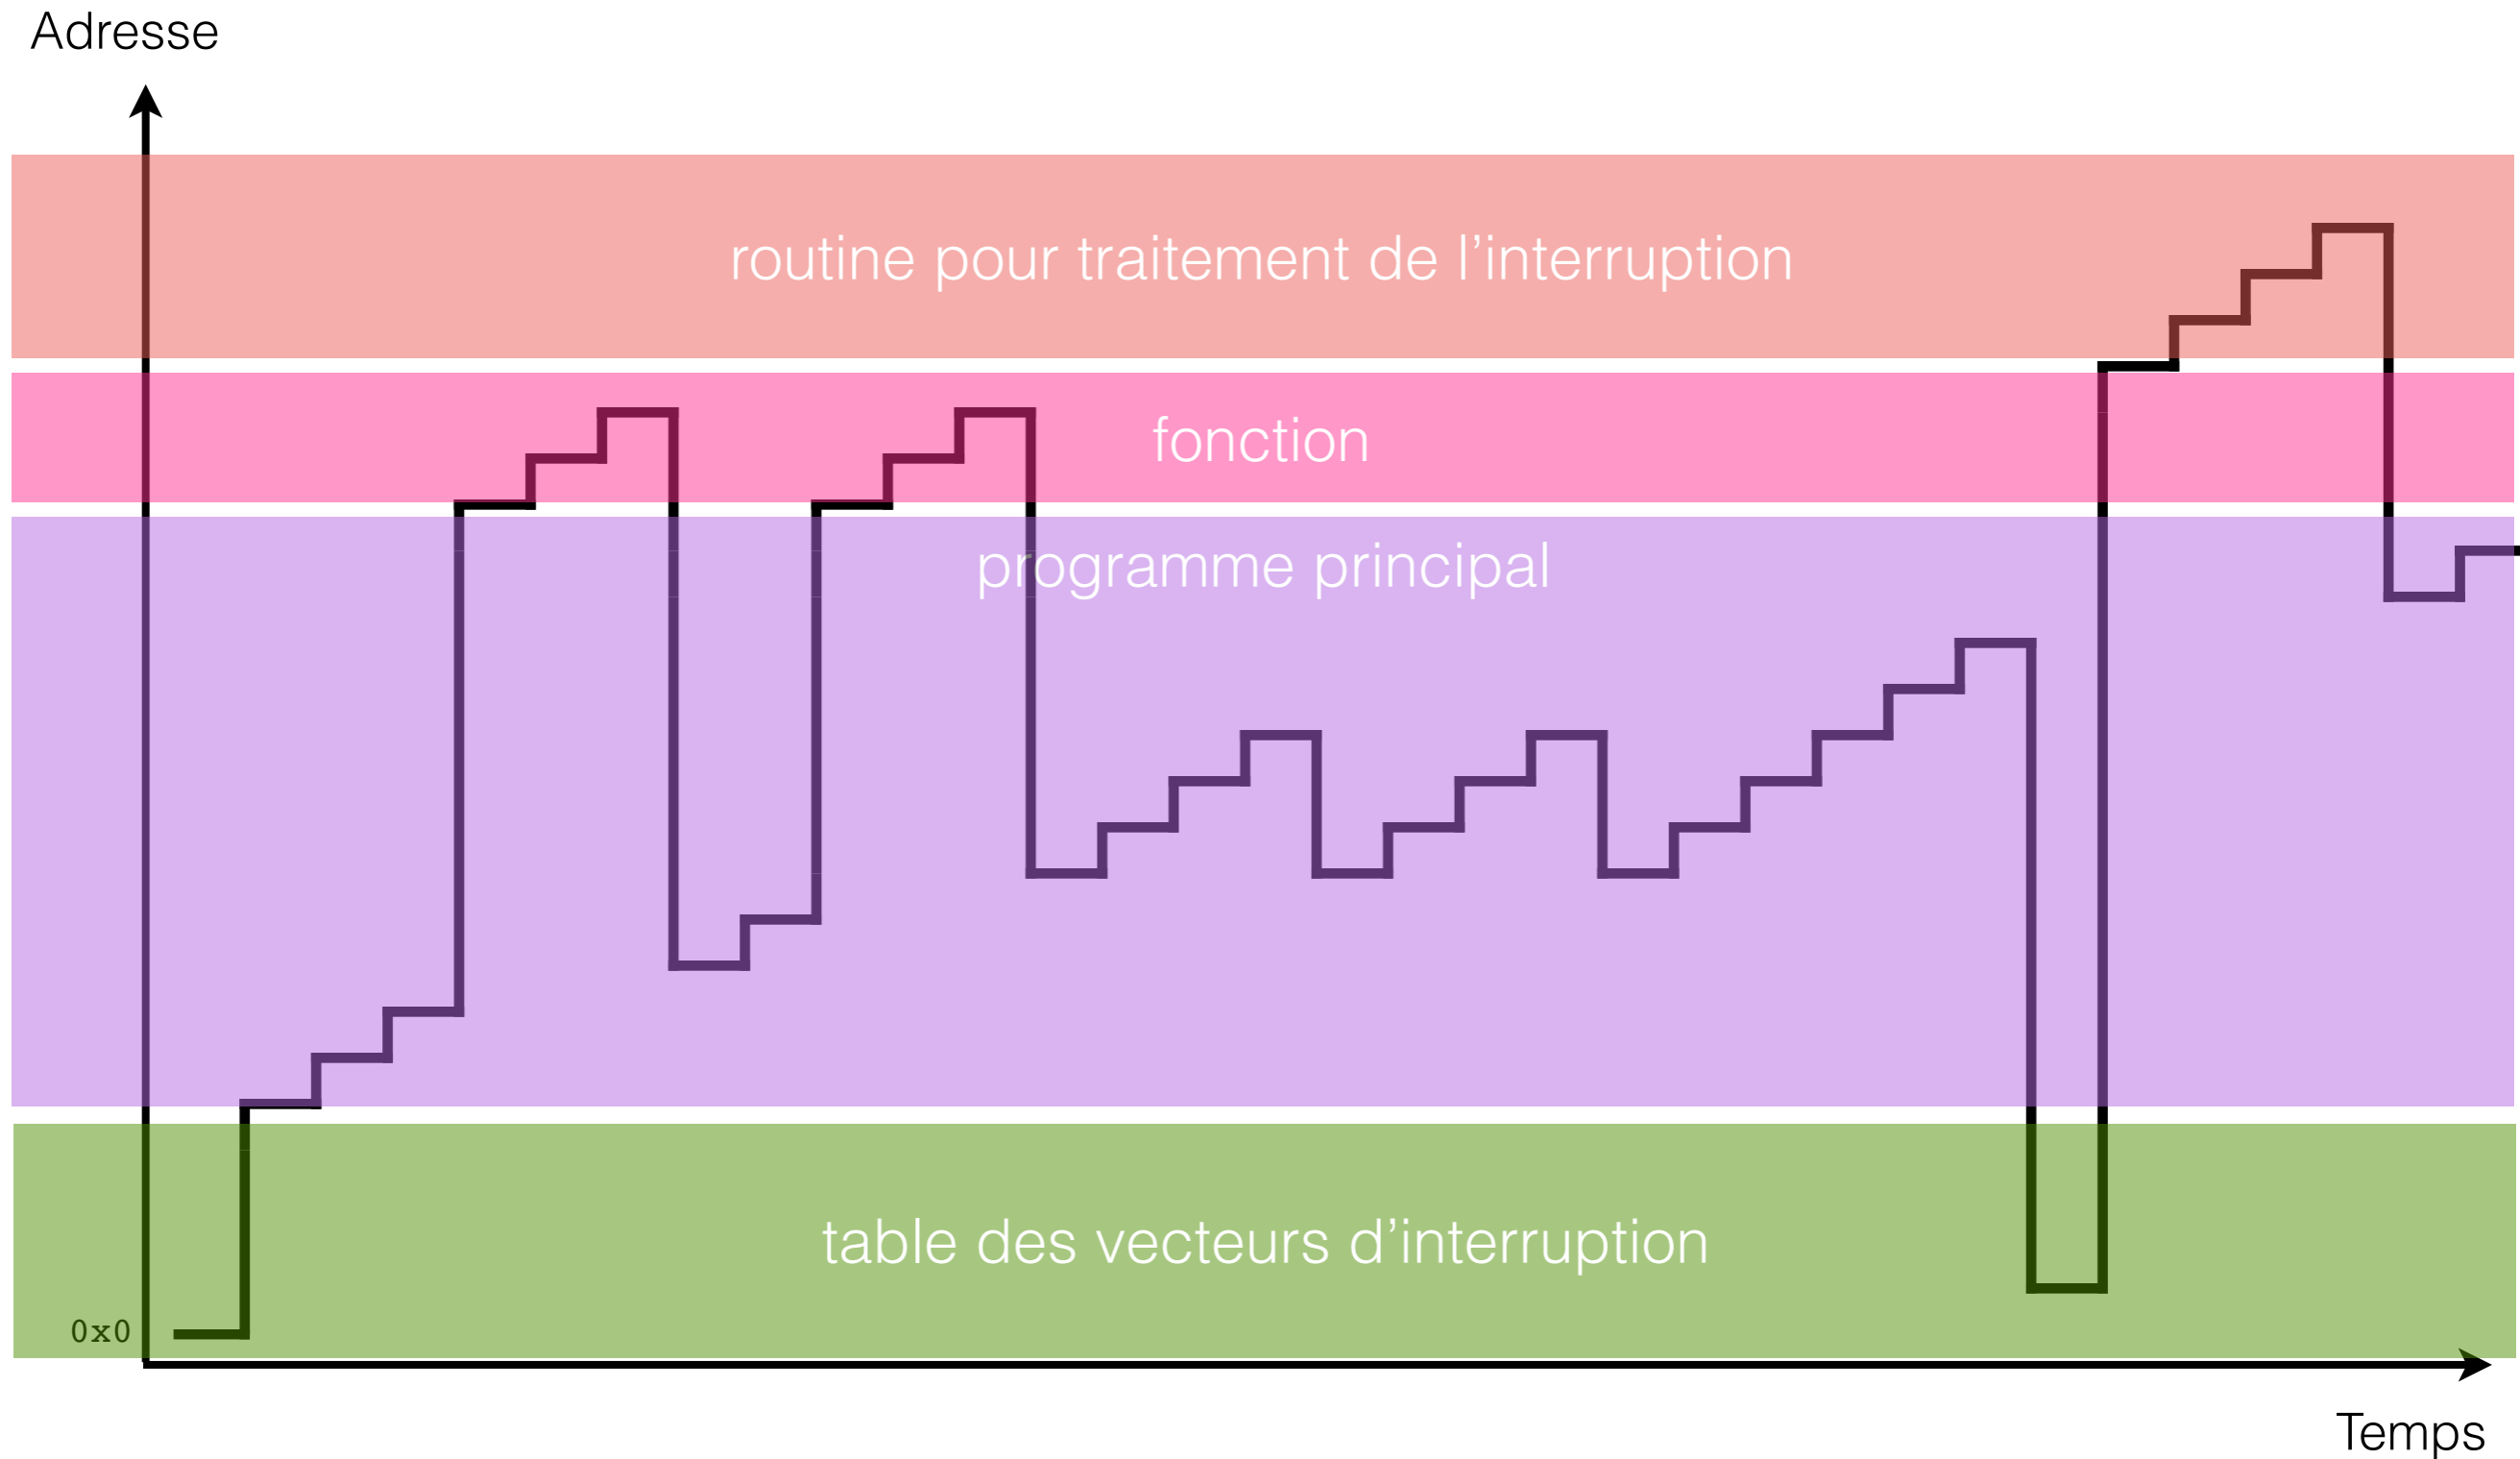 Adresse
routine pour traitement de l’interruption
fonction
programme principal
table des vecteurs d’interruption
0x0
Temps